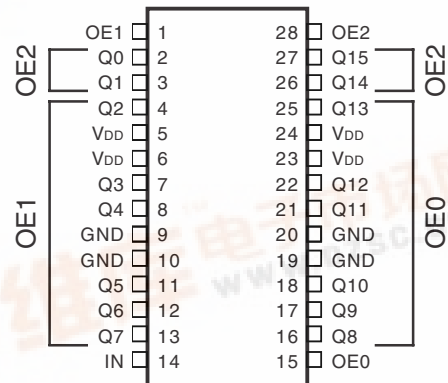 OE1 1 28 OE2
Q0 2 27 Q15
Q1 3 26 Q14
Q2 4 25 Q13
VDD 5 24 VDD
VDD 6 23 VDD
Q3 7 22 Q12
Q4 8 21 Q11
GND 9 20 GND
GND 10 19 GND
Q5 11 18 Q10
Q6 12 17 Q9
Q7 13 16 Q8
IN 14 15 OE0
OE2
OE1
OE2
OE0